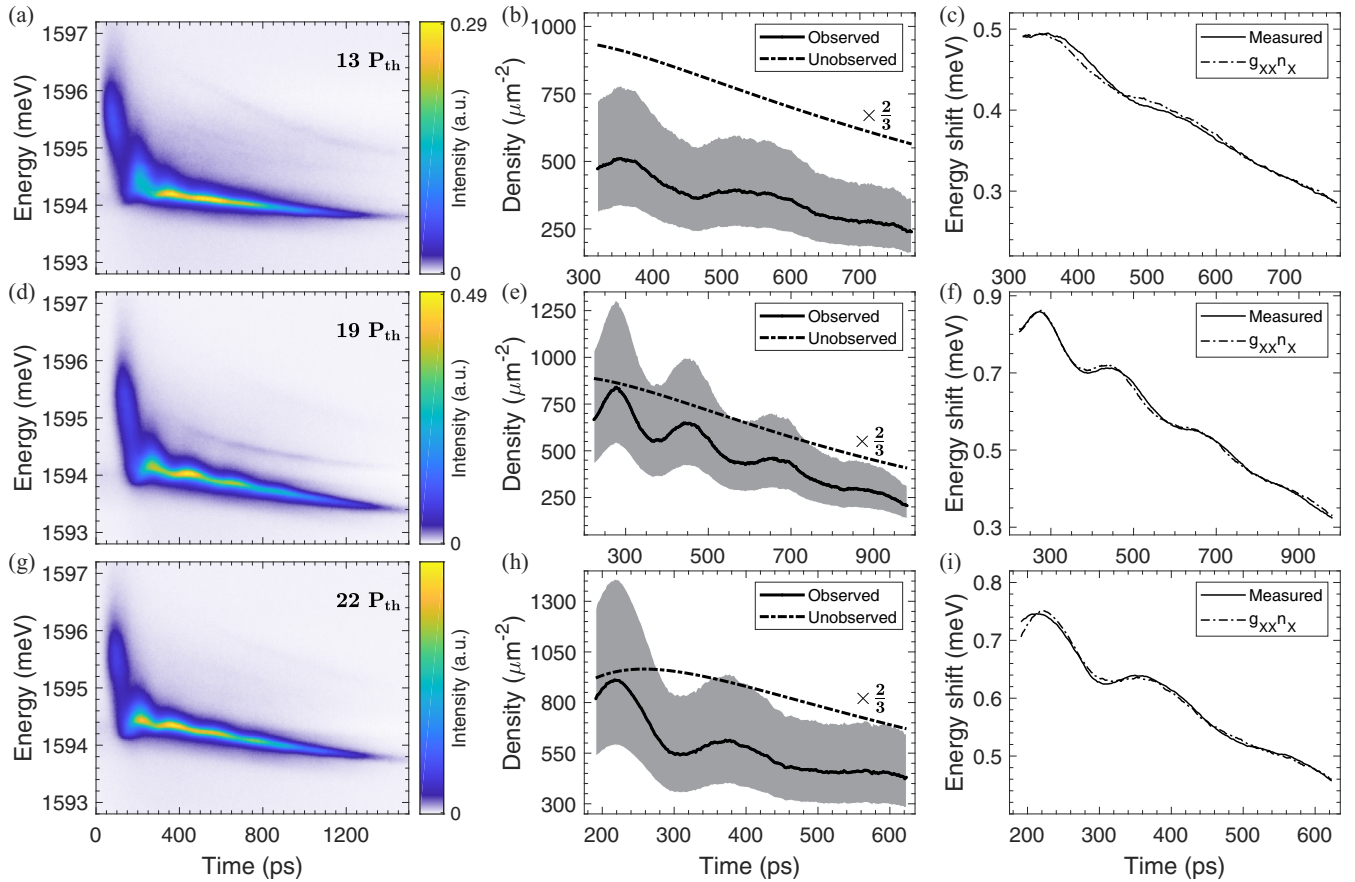 (a)
1597
1596
1595
1594
1593
Energy (meV)
13 P_th
0.29
0
Intensity (a.u.)
(b)
1000
750
500
250
Density (μm⁻²)
Observed
Unobserved
× 2/3
300 400 500 600 700
(c)
0.5
0.4
0.3
Energy shift (meV)
Measured
g_XX n_X
300 400 500 600 700
(d)
1597
1596
1595
1594
1593
Energy (meV)
19 P_th
0.49
0
Intensity (a.u.)
(e)
1250
1000
750
500
250
Density (μm⁻²)
Observed
Unobserved
× 2/3
300 500 700 900
(f)
0.9
0.7
0.5
0.3
Energy shift (meV)
Measured
g_XX n_X
300 500 700 900
(g)
1597
1596
1595
1594
1593
Energy (meV)
22 P_th
0
Intensity (a.u.)
0 400 800 1200
Time (ps)
(h)
1300
1050
800
550
300
Density (μm⁻²)
Observed
Unobserved
× 2/3
200 300 400 500 600
Time (ps)
(i)
0.8
0.7
0.6
0.5
Energy shift (meV)
Measured
g_XX n_X
200 300 400 500 600
Time (ps)